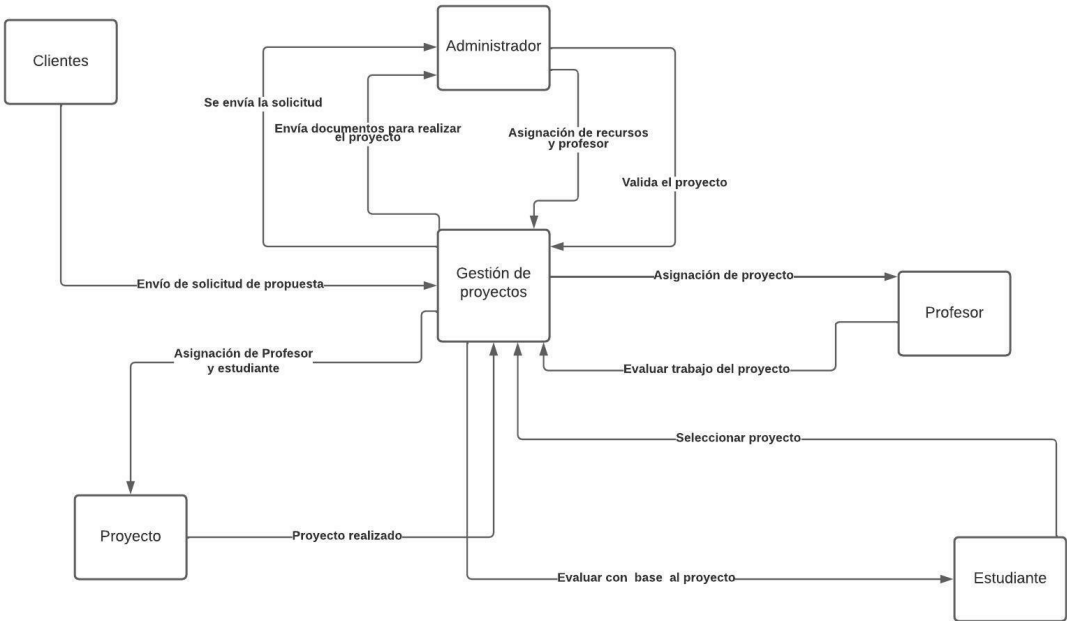 Administrador
Clientes
Se envía la solicitud
Envía documentos para realizar
el proyecto
Asignación de recursos
y profesor
Valida el proyecto
Gestión de
proyectos
Asignación de proyecto
Envío de solicitud de propuesta
Profesor
Asignación de Profesor
y estudiante
Evaluar trabajo del proyecto
Seleccionar proyecto
Proyecto
Proyecto realizado
Evaluar con  base  al proyecto
Estudiante